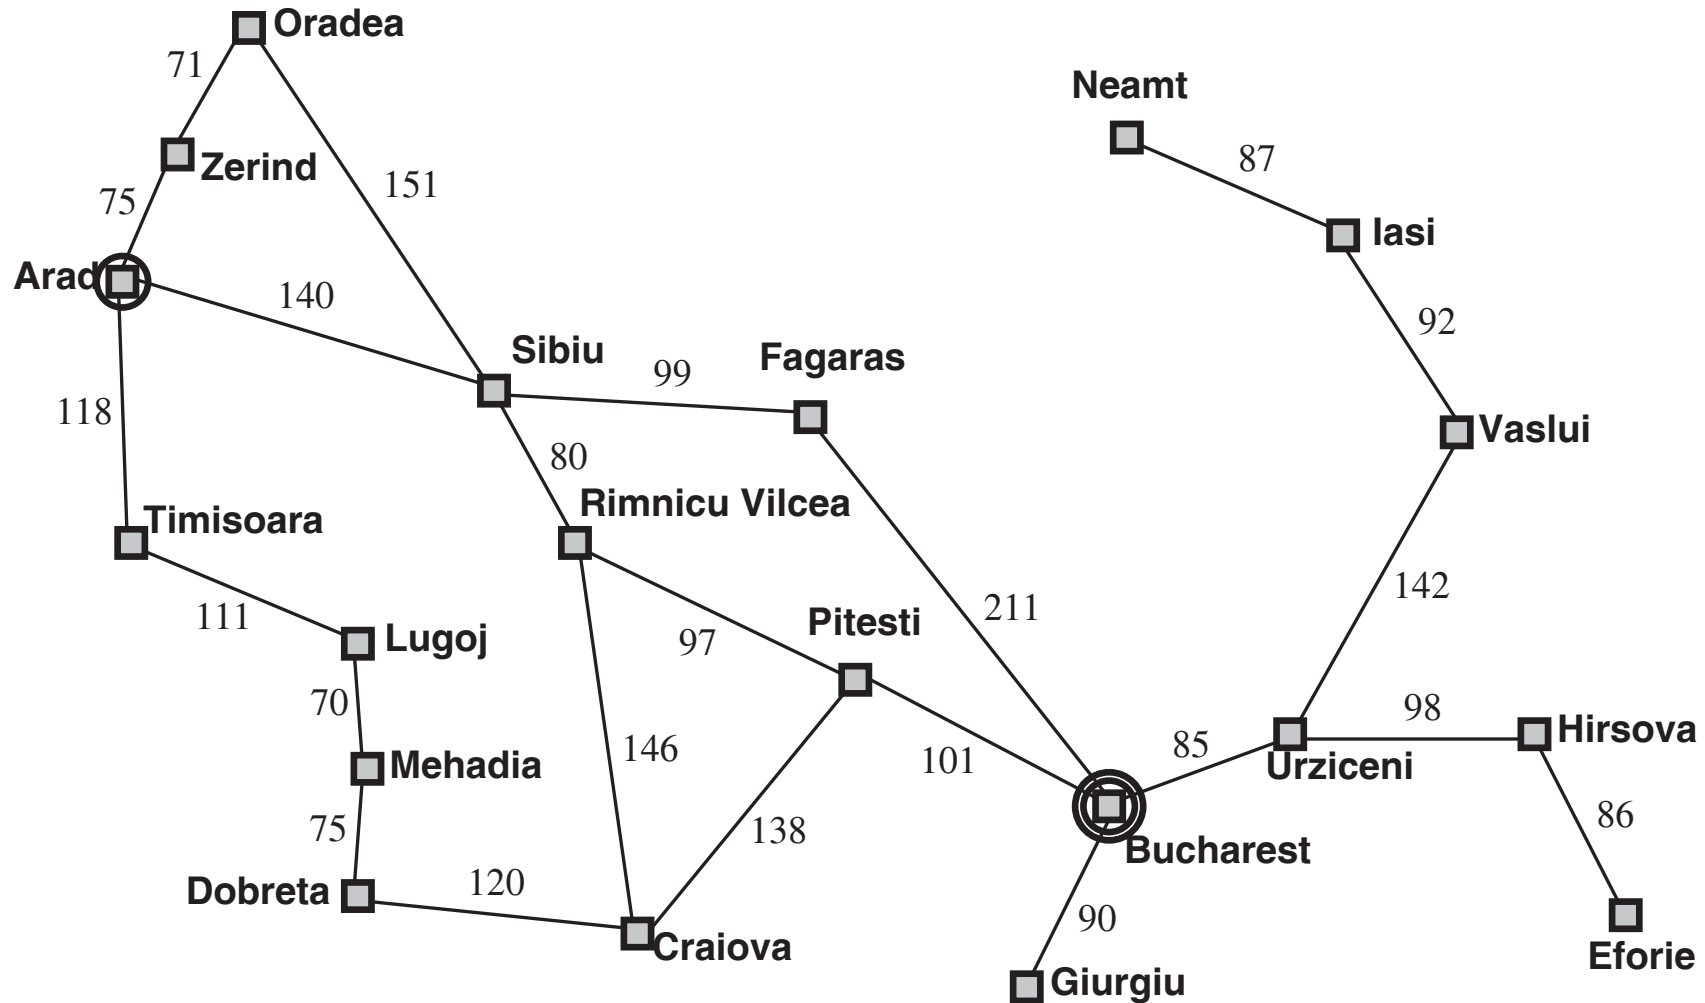 Oradea
71
Neamt
87
Zerind
151
75
Iasi
Arad
140
92
Sibiu
Fagaras
99
118
Vaslui
80
Rimnicu Vilcea
Timisoara
142
211
111
Pitesti
Lugoj
97
70
98
Hirsova
146
85
101
Mehadia
Urziceni
86
75
138
Bucharest
120
Dobreta
90
Craiova
Eforie
Giurgiu